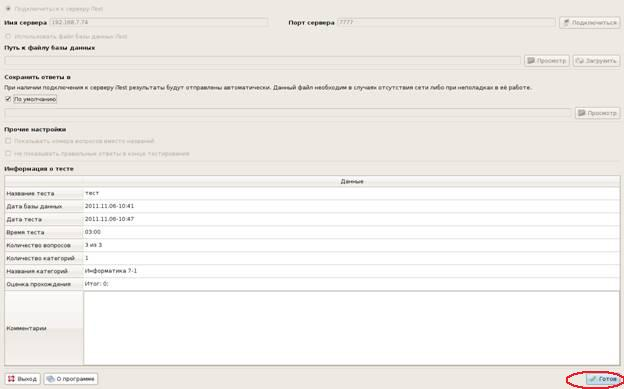 Подключиться к серверу iTest
Имя сервера 192.168.7.74 Порт сервера 7777 Подключиться
Использовать файл базы данных iTest
Путь к файлу базы данных
Просмотр Загрузить
Сохранить ответы в
При наличии подключения к серверу iTest результаты будут отправлены автоматически. Данный файл необходим в случаях отсутствия сети либо при неполадках в её работе.
По умолчанию
Просмотр
Прочие настройки
Показывать номера вопросов вместо названий
Не показывать правильные ответы в конце тестирования
Информация о тесте
Данные
Название теста тест
Дата базы данных 2011.11.06-10:41
Дата теста 2011.11.06-10:47
Время теста 03:00
Количество вопросов 3 из 3
Количество категорий 1
Названия категорий Информатика 7-1
Оценка прохождения Итог: 0;
Комментарии
Выход О программе Готов